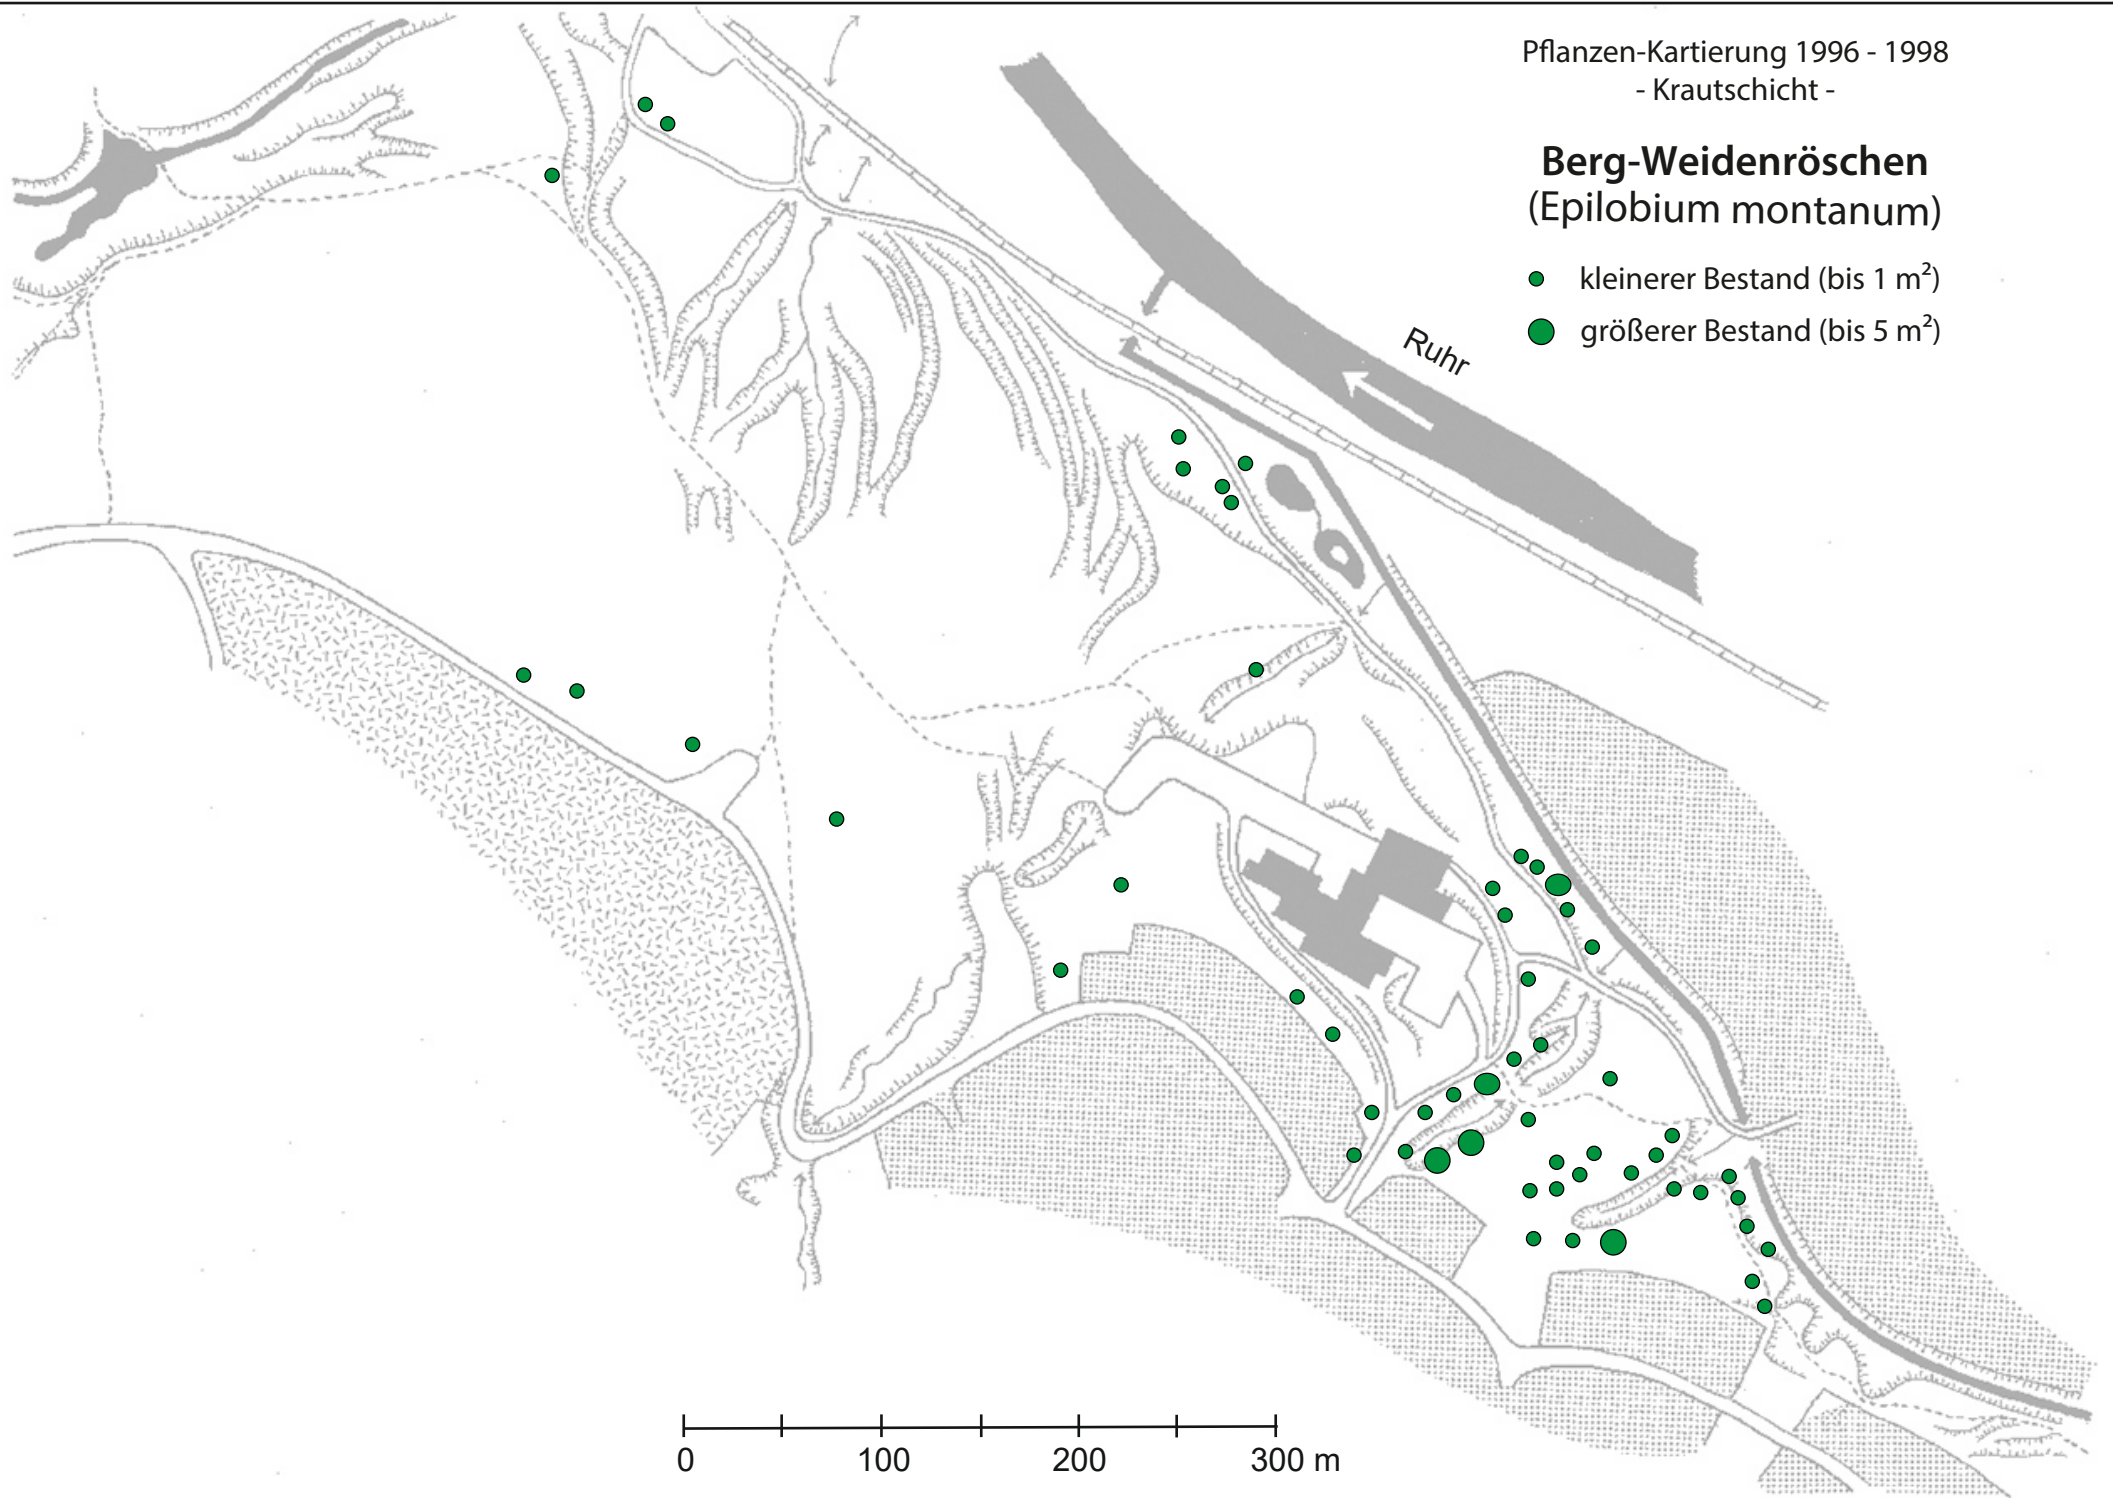 Pflanzen-Kartierung 1996 - 1998
- Krautschicht -
Berg-Weidenröschen
(Epilobium montanum)
kleinerer Bestand (bis 1 m²)
größerer Bestand (bis 5 m²)
Ruhr
0 100 200 300 m